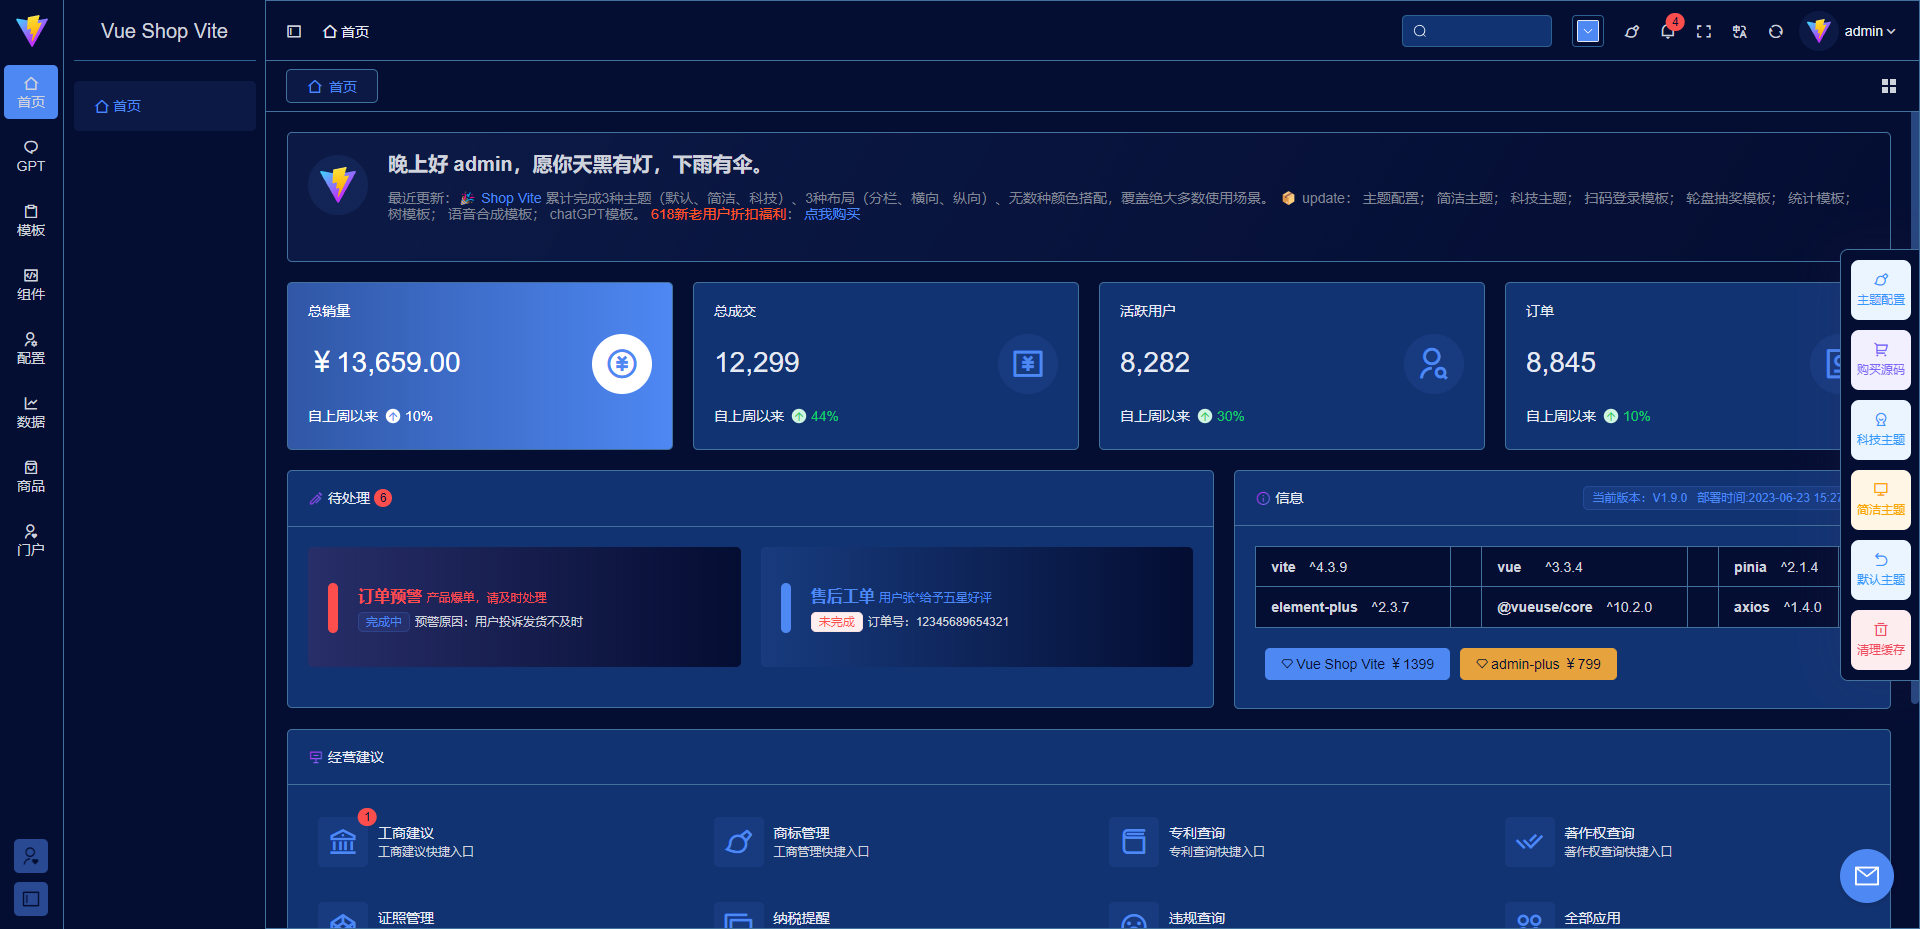 Vue Shop Vite
首页
4
admin
首页
GPT
模板
组件
配置
数据
商品
门户
首页
首页
晚上好 admin，愿你天黑有灯，下雨有伞。
最近更新： 🎉 Shop Vite 累计完成3种主题（默认、简洁、科技）、3种布局（分栏、横向、纵向）、无数种颜色搭配，覆盖绝大多数使用场景。 📦 update： 主题配置； 简洁主题； 科技主题； 扫码登录模板； 轮盘抽奖模板； 统计模板；
树模板； 语音合成模板； chatGPT模板。 618新老用户折扣福利： 点我购买
总销量
￥13,659.00
自上周以来 10%
总成交
12,299
自上周以来 44%
活跃用户
8,282
自上周以来 30%
订单
8,845
自上周以来 10%
主题配置
购买源码
科技主题
简洁主题
默认主题
清理缓存
待处理 6
订单预警 产品爆单，请及时处理
完成中 预警原因：用户投诉发货不及时
售后工单 用户张*给予五星好评
未完成 订单号：12345689654321
信息
当前版本：V1.9.0 部署时间:2023-06-23 15:27
vite ^4.3.9 vue ^3.3.4 pinia ^2.1.4
element-plus ^2.3.7 @vueuse/core ^10.2.0 axios ^1.4.0
Vue Shop Vite ￥1399
admin-plus ￥799
经营建议
1
工商建议
工商建议快捷入口
商标管理
工商管理快捷入口
专利查询
专利查询快捷入口
著作权查询
著作权查询快捷入口
证照管理
纳税提醒
违规查询
全部应用